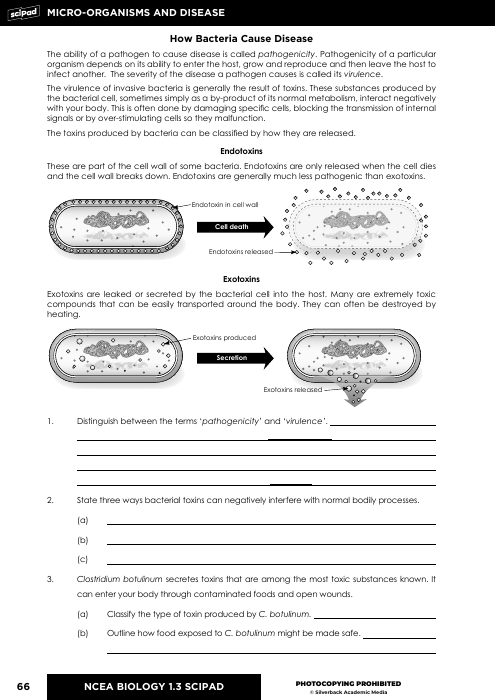 scipad MICRO-ORGANISMS AND DISEASE
How Bacteria Cause Disease
The ability of a pathogen to cause disease is called pathogenicity. Pathogenicity of a particular
organism depends on its ability to enter the host, grow and reproduce and then leave the host to
infect another. The severity of the disease a pathogen causes is called its virulence.
The virulence of invasive bacteria is generally the result of toxins. These substances produced by
the bacterial cell, sometimes simply as a by-product of its normal metabolism, interact negatively
with your body. This is often done by damaging specific cells, blocking the transmission of internal
signals or by over-stimulating cells so they malfunction.
The toxins produced by bacteria can be classified by how they are released.
Endotoxins
These are part of the cell wall of some bacteria. Endotoxins are only released when the cell dies
and the cell wall breaks down. Endotoxins are generally much less pathogenic than exotoxins.
Endotoxin in cell wall
Cell death
Endotoxins released
Exotoxins
Exotoxins are leaked or secreted by the bacterial cell into the host. Many are extremely toxic
compounds that can be easily transported around the body. They can often be destroyed by
heating.
Exotoxins produced
Secretion
Exotoxins released
1. Distinguish between the terms 'pathogenicity' and 'virulence'.
2. State three ways bacterial toxins can negatively interfere with normal bodily processes.
(a)
(b)
(c)
3. Clostridium botulinum secretes toxins that are among the most toxic substances known. It
can enter your body through contaminated foods and open wounds.
(a) Classify the type of toxin produced by C. botulinum.
(b) Outline how food exposed to C. botulinum might be made safe.
66 NCEA BIOLOGY 1.3 SCIPAD PHOTOCOPYING PROHIBITED
© Silverback Academic Media